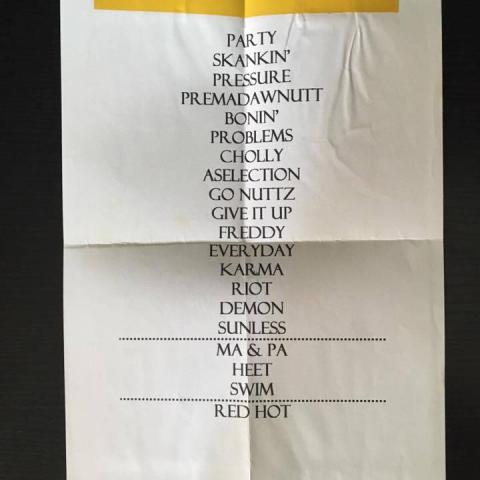 PARTY
SKANKIN'
PRESSURE
PREMADAWNUTT
BONIN'
PROBLEMS
CHOLLY
ASELECTION
GO NUTTZ
GIVE IT UP
FREDDY
EVERYDAY
KARMA
RIOT
DEMON
SUNLESS
MA & PA
HEET
SWIM
RED HOT